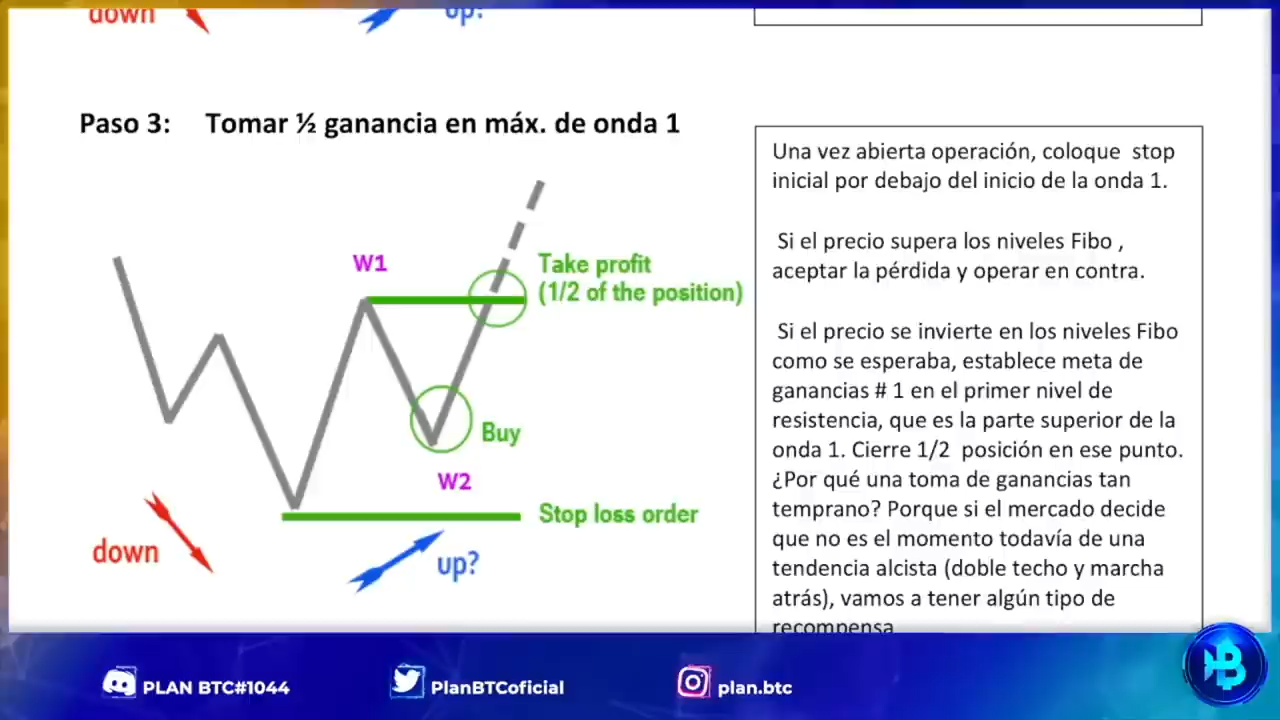 down
up?
Paso 3: Tomar ½ ganancia en máx. de onda 1
W1
Take profit
(1/2 of the position)
Buy
W2
Stop loss order
down
up?
Una vez abierta operación, coloque stop
inicial por debajo del inicio de la onda 1.
Si el precio supera los niveles Fibo ,
aceptar la pérdida y operar en contra.
Si el precio se invierte en los niveles Fibo
como se esperaba, establece meta de
ganancias # 1 en el primer nivel de
resistencia, que es la parte superior de la
onda 1. Cierre 1/2 posición en ese punto.
¿Por qué una toma de ganancias tan
temprano? Porque si el mercado decide
que no es el momento todavía de una
tendencia alcista (doble techo y marcha
atrás), vamos a tener algún tipo de
recompensa
PLAN BTC#1044
PlanBTCoficial
plan.btc